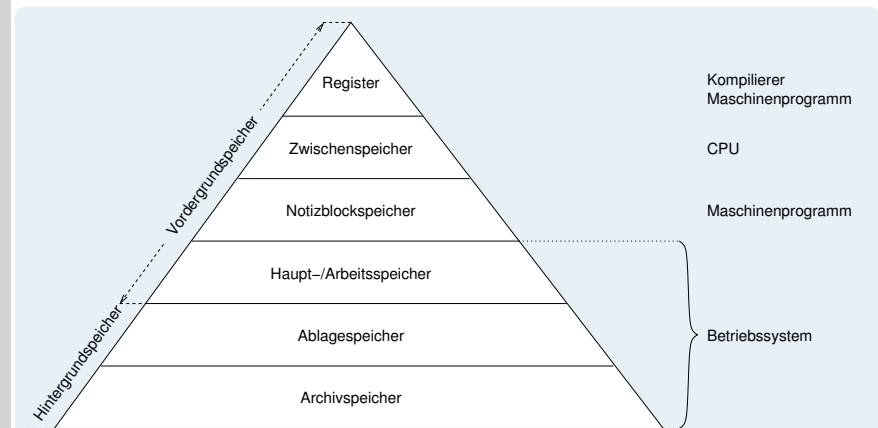 Register
Kompilierer
Maschinenprogramm
Zwischenspeicher
CPU
Vordergrundspeicher
Notizblockspeicher
Maschinenprogramm
Haupt−/Arbeitsspeicher
Hintergrundspeicher
Ablagespeicher
Betriebssystem
Archivspeicher